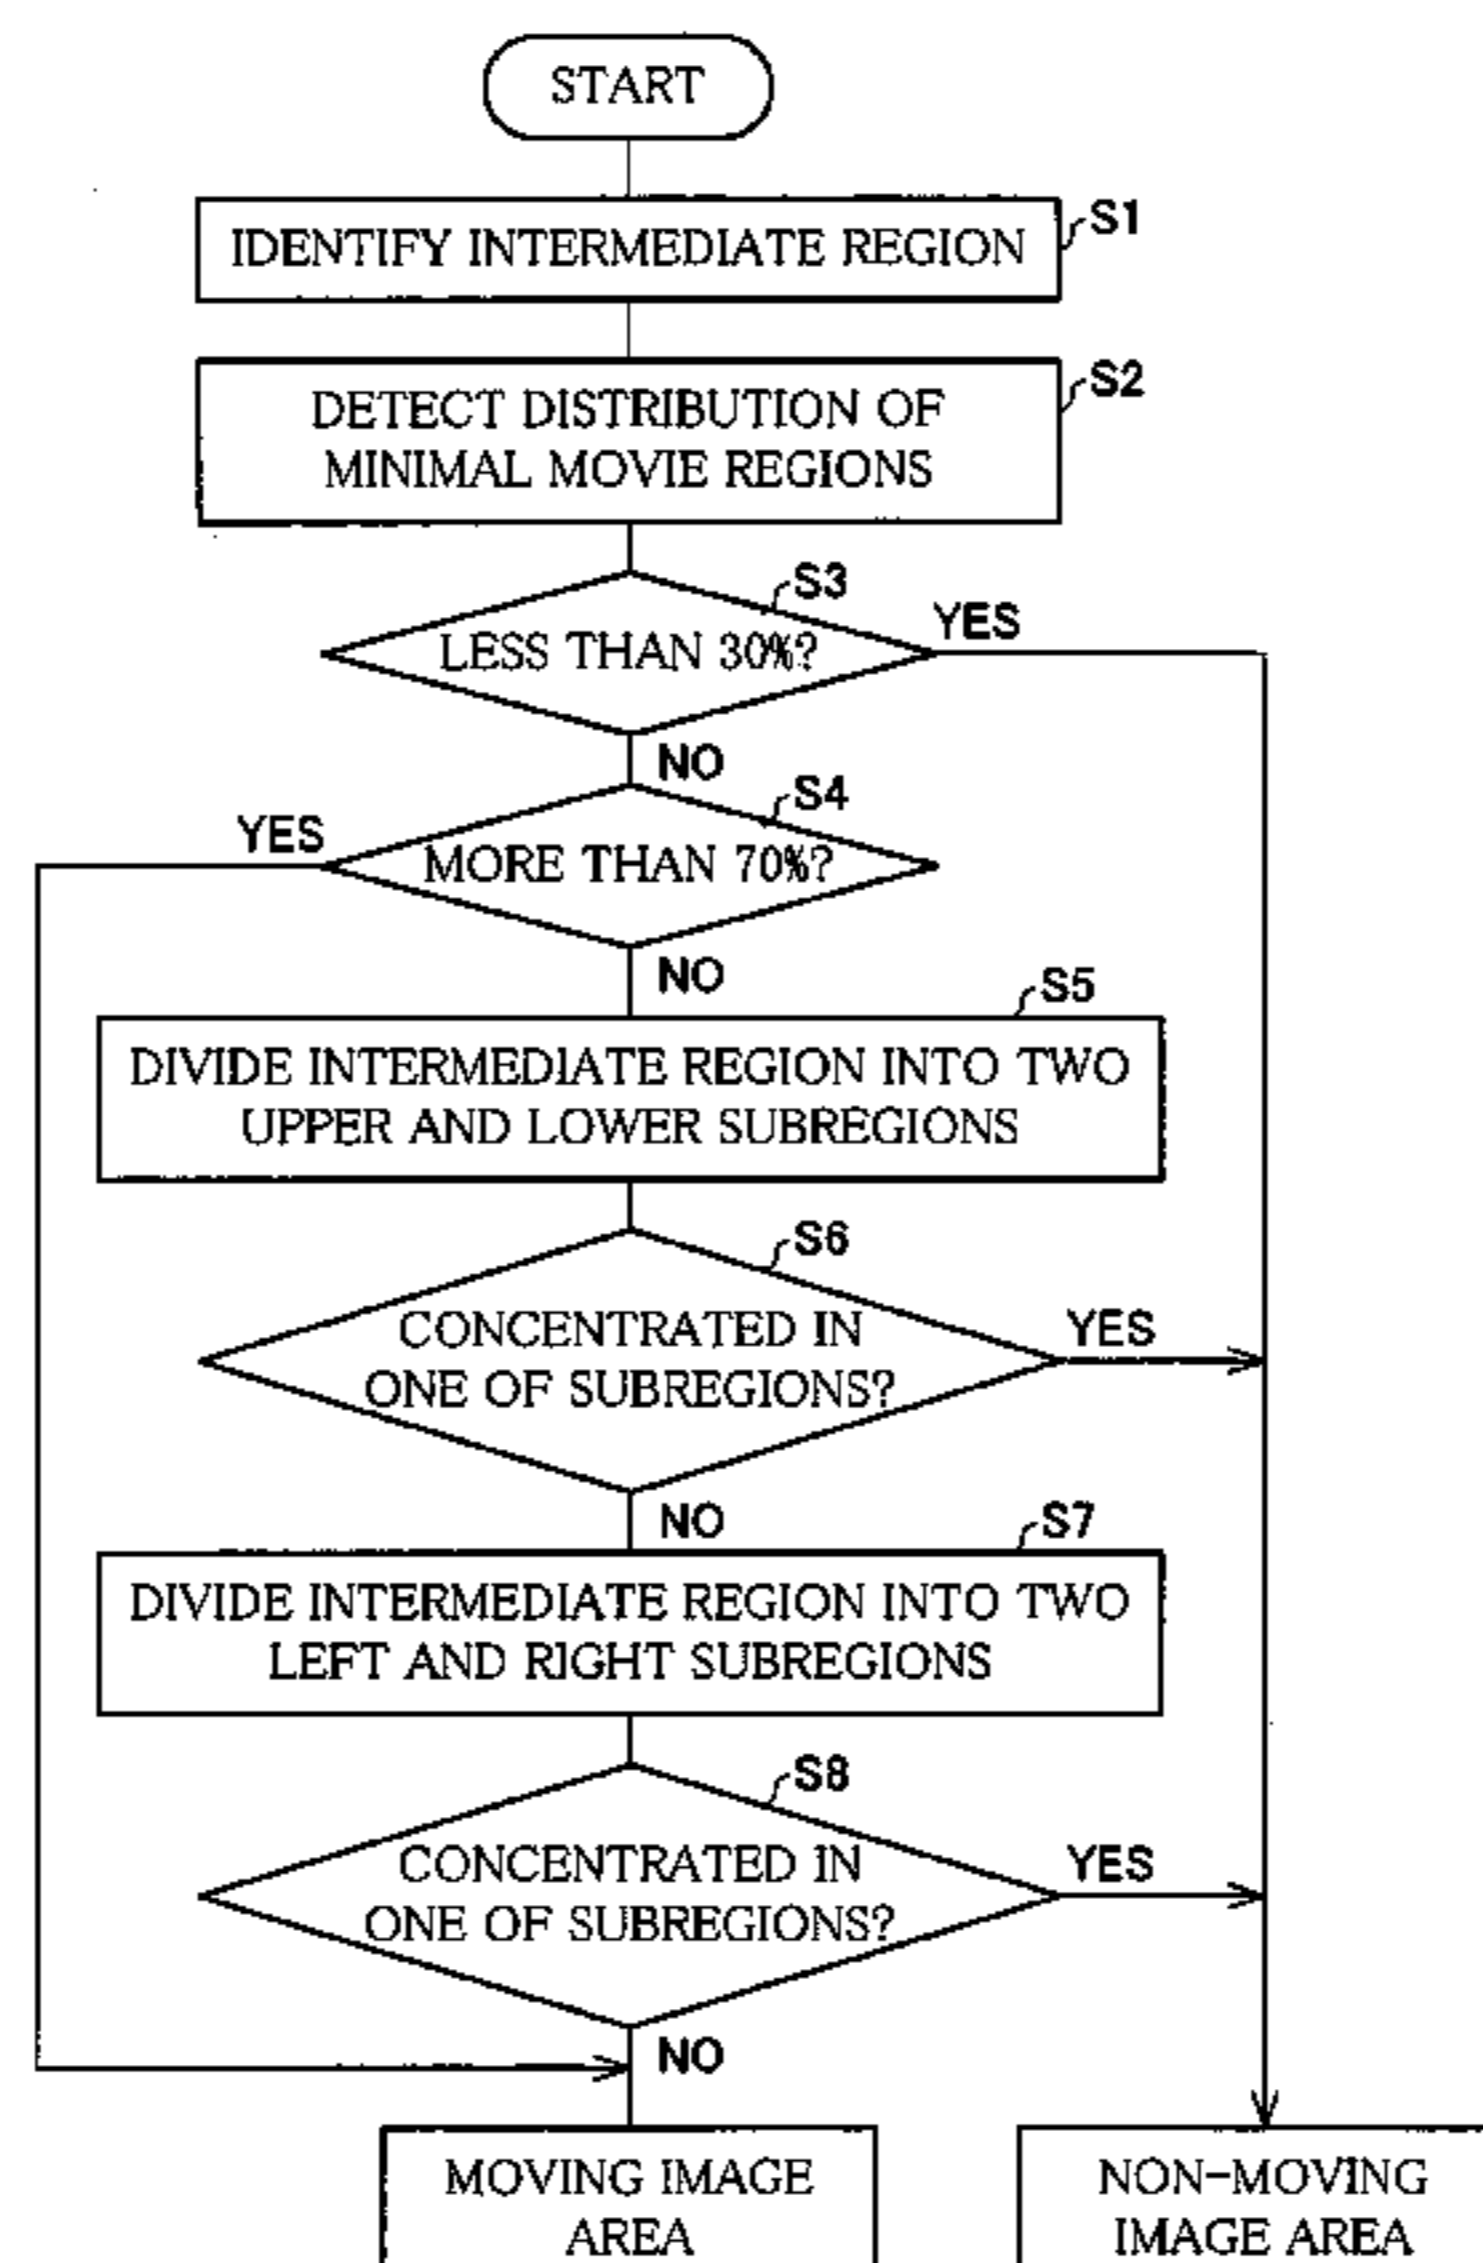 START
S1
IDENTIFY INTERMEDIATE REGION
S2
DETECT DISTRIBUTION OF
MINIMAL MOVIE REGIONS
S3
YES
LESS THAN 30%?
NO
S4
YES
MORE THAN 70%?
NO
S5
DIVIDE INTERMEDIATE REGION INTO TWO
UPPER AND LOWER SUBREGIONS
S6
CONCENTRATED IN
ONE OF SUBREGIONS?
YES
NO
S7
DIVIDE INTERMEDIATE REGION INTO TWO
LEFT AND RIGHT SUBREGIONS
S8
CONCENTRATED IN
ONE OF SUBREGIONS?
YES
NO
MOVING IMAGE
AREA
NON-MOVING
IMAGE AREA